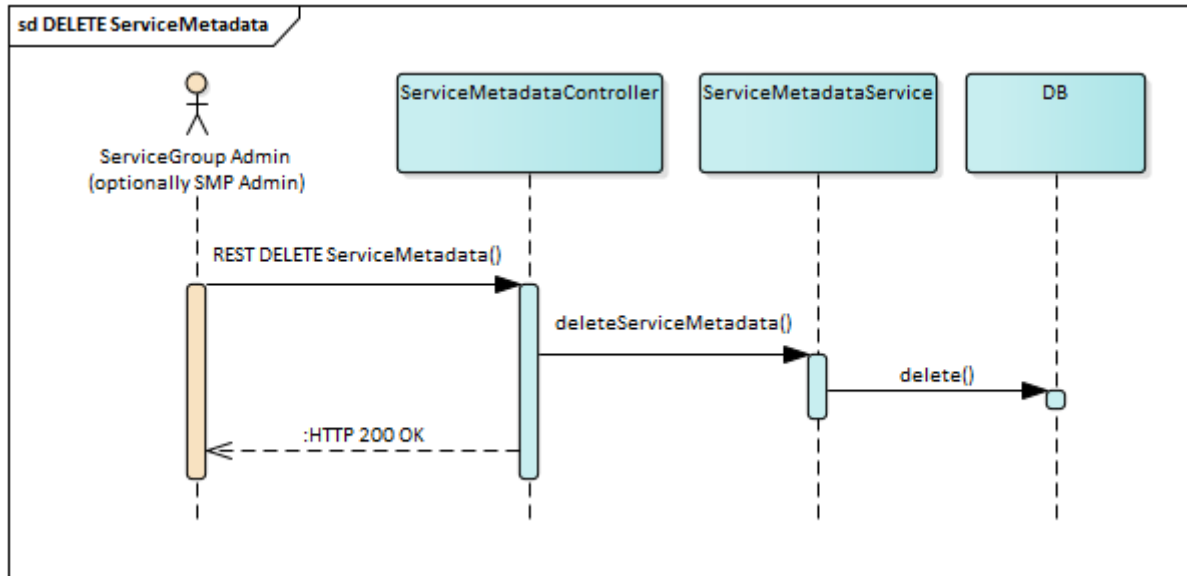 sd DELETE ServiceMetadata
ServiceMetadataController
ServiceMetadataService
DB
ServiceGroup Admin
(optionally SMP Admin)
REST DELETE ServiceMetadata()
deleteServiceMetadata()
delete()
:HTTP 200 OK